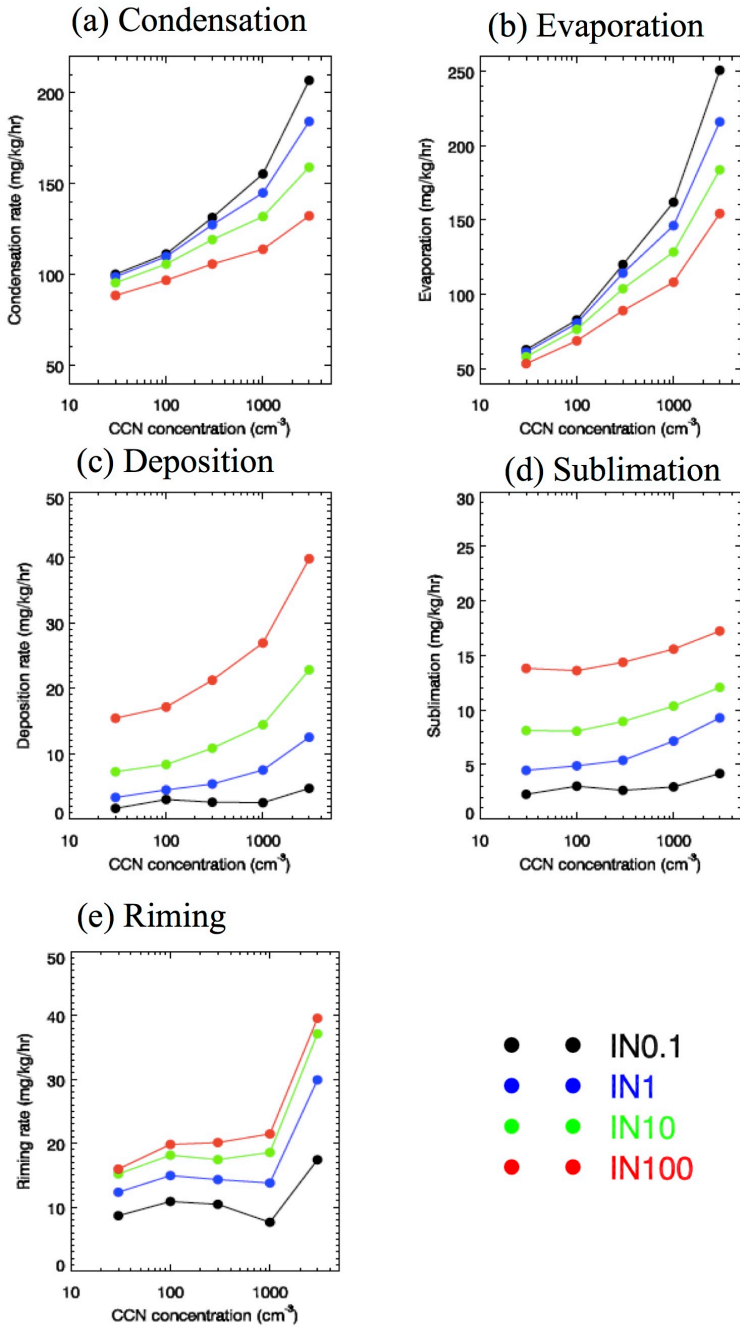 (a) Condensation
(b) Evaporation
200
150
100
50
Condensation rate (mg/kg/hr)
10
100
1000
CCN concentration (cm⁻³)
250
200
150
100
50
Evaporation (mg/kg/hr)
10
100
1000
CCN concentration (cm⁻³)
(c) Deposition
(d) Sublimation
50
40
30
20
10
0
Deposition rate (mg/kg/hr)
10
100
1000
CCN concentration (cm⁻³)
30
25
20
15
10
5
0
Sublimation (mg/kg/hr)
10
100
1000
CCN concentration (cm⁻³)
(e) Riming
50
40
30
20
10
0
Riming rate (mg/kg/hr)
10
100
1000
CCN concentration (cm⁻³)
IN0.1
IN1
IN10
IN100